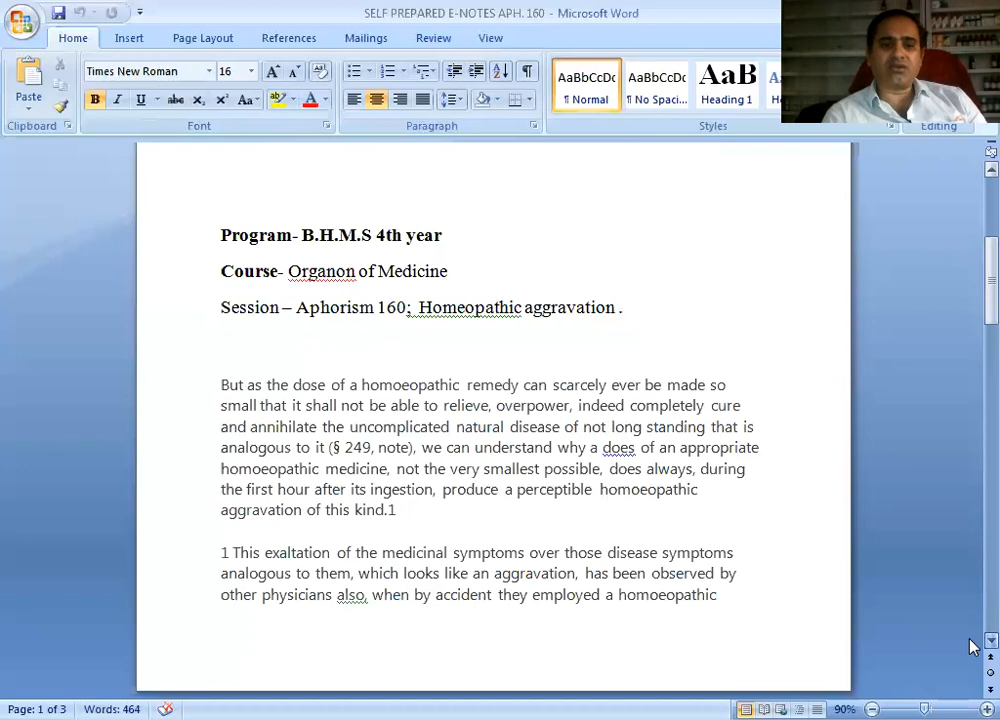 SELF PREPARED E-NOTES APH. 160 - Microsoft Word
Home Insert Page Layout References Mailings Review View
Times New Roman 16
Paste
B I U abc X₂ X² Aa
AaBbCcDc AaBbCcDc AaB
¶ Normal ¶ No Spaci... Heading 1
Clipboard Font Paragraph Styles Editing
Program- B.H.M.S 4th year
Course- Organon of Medicine
Session – Aphorism 160; Homeopathic aggravation .
But as the dose of a homoeopathic remedy can scarcely ever be made so
small that it shall not be able to relieve, overpower, indeed completely cure
and annihilate the uncomplicated natural disease of not long standing that is
analogous to it (§ 249, note), we can understand why a does of an appropriate
homoeopathic medicine, not the very smallest possible, does always, during
the first hour after its ingestion, produce a perceptible homoeopathic
aggravation of this kind.1
1 This exaltation of the medicinal symptoms over those disease symptoms
analogous to them, which looks like an aggravation, has been observed by
other physicians also, when by accident they employed a homoeopathic
Page: 1 of 3 Words: 464 90%